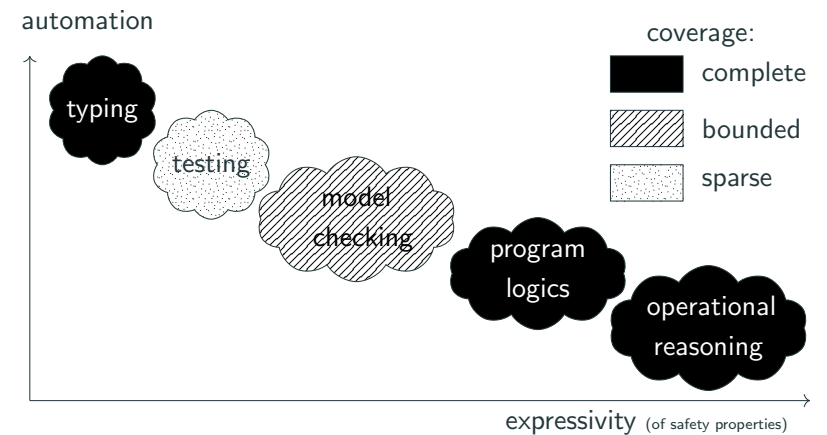 automation
coverage:
complete
bounded
sparse
typing
testing
model
checking
program
logics
operational
reasoning
expressivity (of safety properties)